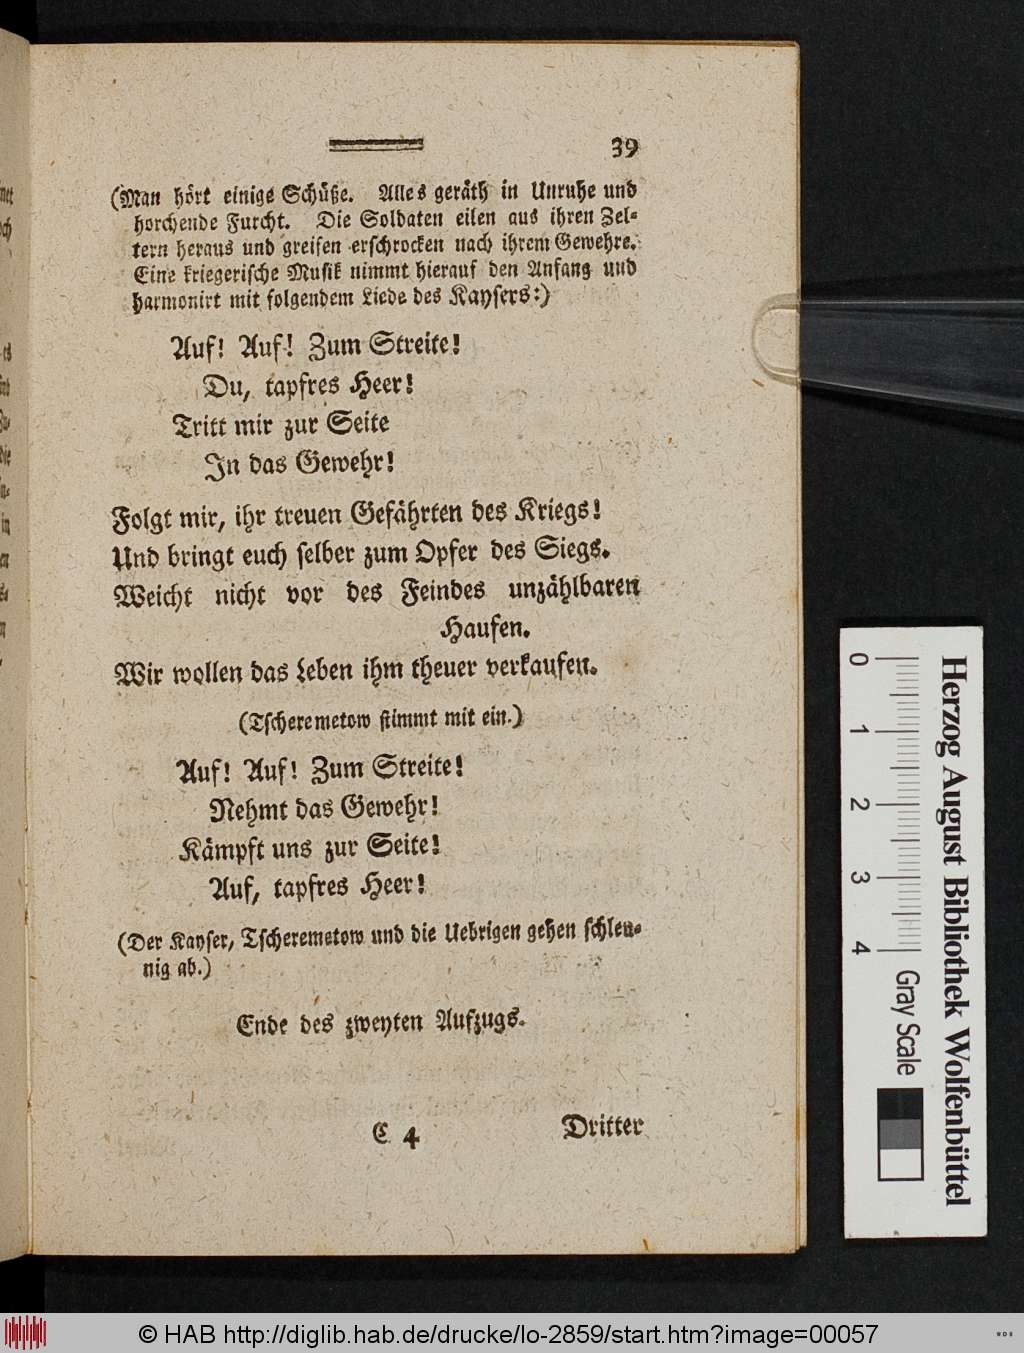 39
(Man hört einige Schüße. Alles geräth in Unruhe und
horchende Furcht. Die Soldaten eilen aus ihren Zel-
tern heraus und greifen erschrocken nach ihrem Gewehre.
Eine kriegerische Musik nimmt hierauf den Anfang und
harmonirt mit folgendem Liede des Kaysers:)
Auf! Auf! Zum Streite!
Du, tapfres Heer!
Tritt mir zur Seite
In das Gewehr!
Folgt mir, ihr treuen Gefährten des Kriegs!
Und bringt euch selber zum Opfer des Siegs.
Weicht nicht vor des Feindes unzählbaren
Haufen.
Wir wollen das Leben ihm theuer verkaufen.
(Tscheremetow stimmt mit ein.)
Auf! Auf! Zum Streite!
Nehmt das Gewehr!
Kämpft uns zur Seite!
Auf, tapfres Heer!
(Der Kayser, Tscheremetow und die Uebrigen gehen schleu-
nig ab.)
Ende des zweyten Aufzugs.
C 4
Dritter
Herzog August Bibliothek Wolfenbüttel
0 1 2 3 4 Gray Scale
© HAB http://diglib.hab.de/drucke/lo-2859/start.htm?image=00057